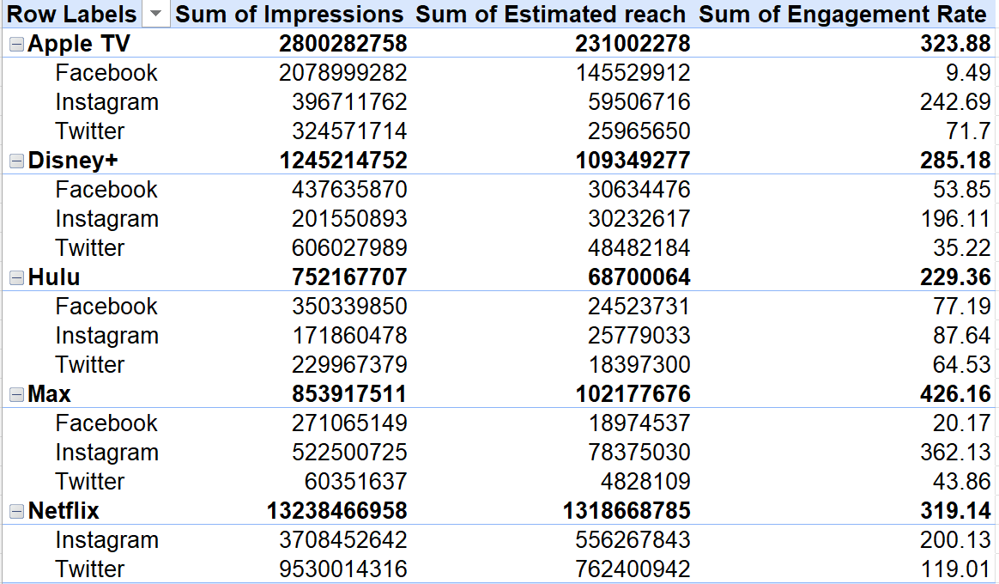 Row Labels Sum of Impressions Sum of Estimated reach Sum of Engagement Rate
Apple TV 2800282758 231002278 323.88
Facebook 2078999282 145529912 9.49
Instagram 396711762 59506716 242.69
Twitter 324571714 25965650 71.7
Disney+ 1245214752 109349277 285.18
Facebook 437635870 30634476 53.85
Instagram 201550893 30232617 196.11
Twitter 606027989 48482184 35.22
Hulu 752167707 68700064 229.36
Facebook 350339850 24523731 77.19
Instagram 171860478 25779033 87.64
Twitter 229967379 18397300 64.53
Max 853917511 102177676 426.16
Facebook 271065149 18974537 20.17
Instagram 522500725 78375030 362.13
Twitter 60351637 4828109 43.86
Netflix 13238466958 1318668785 319.14
Instagram 3708452642 556267843 200.13
Twitter 9530014316 762400942 119.01